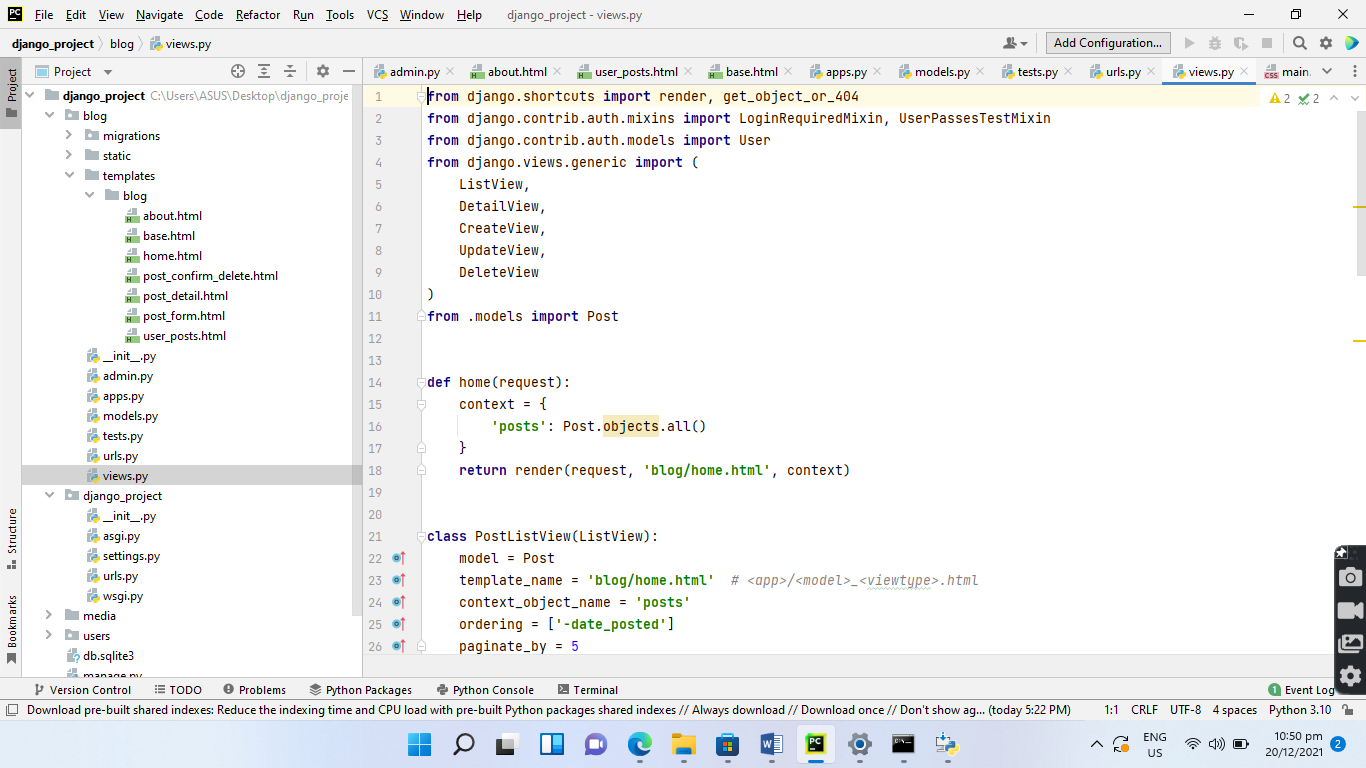 PC File Edit View Navigate Code Refactor Run Tools VCS Window Help django_project - views.py
django_project blog views.py Add Configuration...
Project admin.py about.html user_posts.html base.html apps.py models.py tests.py urls.py views.py main.
Project
django_project C:\Users\ASUS\Desktop\django_proje
blog
migrations
static
templates
blog
about.html
base.html
home.html
post_confirm_delete.html
post_detail.html
post_form.html
user_posts.html
__init__.py
admin.py
apps.py
models.py
tests.py
urls.py
views.py
django_project
__init__.py
asgi.py
settings.py
urls.py
wsgi.py
media
users
db.sqlite3
manage.py
Structure
Bookmarks
2 2
1 from django.shortcuts import render, get_object_or_404
2 from django.contrib.auth.mixins import LoginRequiredMixin, UserPassesTestMixin
3 from django.contrib.auth.models import User
4 from django.views.generic import (
5 ListView,
6 DetailView,
7 CreateView,
8 UpdateView,
9 DeleteView
10 )
11 from .models import Post
12
13
14 def home(request):
15 context = {
16 'posts': Post.objects.all()
17 }
18 return render(request, 'blog/home.html', context)
19
20
21 class PostListView(ListView):
22 model = Post
23 template_name = 'blog/home.html' # <app>/<model>_<viewtype>.html
24 context_object_name = 'posts'
25 ordering = ['-date_posted']
26 paginate_by = 5
Version Control TODO Problems Python Packages Python Console Terminal 1 Event Log
Download pre-built shared indexes: Reduce the indexing time and CPU load with pre-built Python packages shared indexes // Always download // Download once // Don't show ag... (today 5:22 PM) 1:1 CRLF UTF-8 4 spaces Python 3.10
ENG
US
10:50 pm
20/12/2021
2